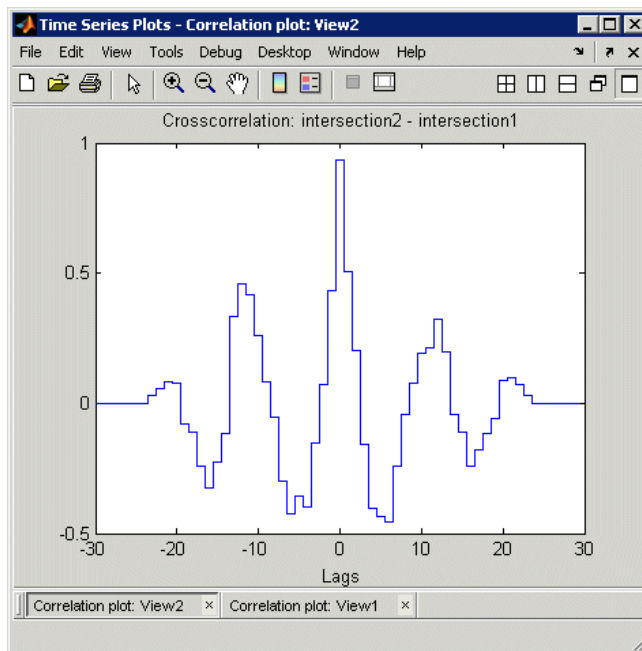 Time Series Plots - Correlation plot: View2
File Edit View Tools Debug Desktop Window Help
Crosscorrelation: intersection2 - intersection1
1
0.5
0
-0.5
-30 -20 -10 0 10 20 30
Lags
Correlation plot: View2 Correlation plot: View1